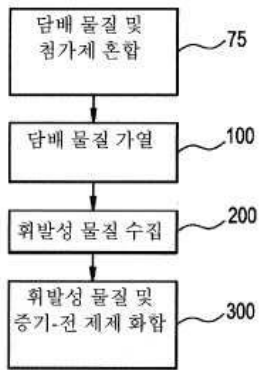 담배 물질 및
첨가제 혼합
75
담배 물질 가열
100
휘발성 물질 수집
200
휘발성 물질 및
증기-전 제제 화합
300